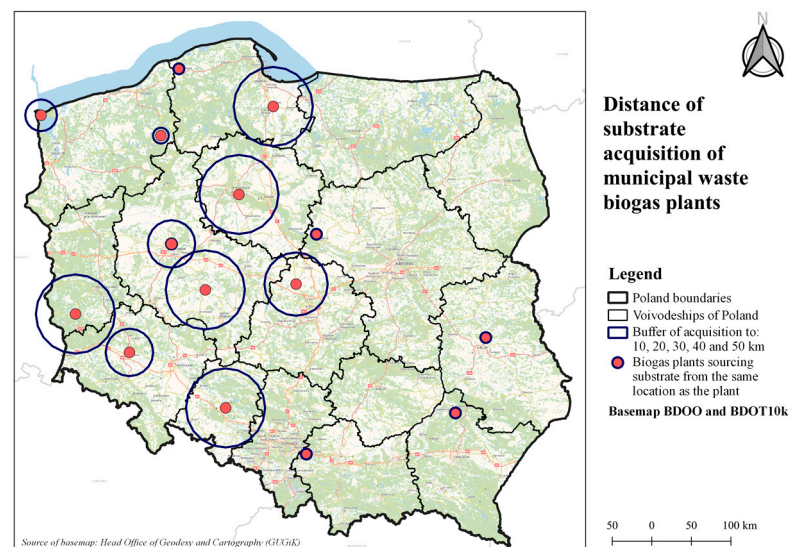 N
Distance of
substrate
acquisition of
municipal waste
biogas plants
Legend
Poland boundaries
Voivodeships of Poland
Buffer of acquisition to:
10, 20, 30, 40 and 50 km
Biogas plants sourcing
substrate from the same
location as the plant
Basemap BDOO and BDOT10k
50 0 50 100 km
Source of basemap: Head Office of Geodesy and Cartography (GUGiK)